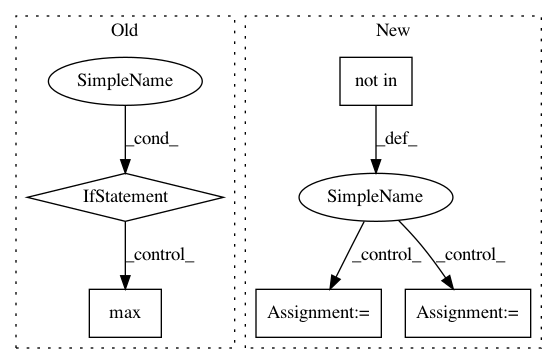 Old
New
SimpleName
not in
_cond_
_def_
IfStatement
SimpleName
_control_
_control_
_control_
max
Assignment:=
Assignment:=